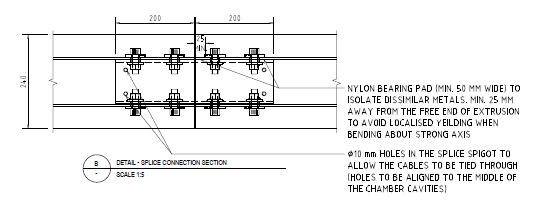 200 200
75
MIN.
240
NYLON BEARING PAD (MIN. 50 MM WIDE) TO
ISOLATE DISSIMILAR METALS. MIN. 25 MM
AWAY FROM THE FREE END OF EXTRUSION
TO AVOID LOCALISED YEILDING WHEN
BENDING ABOUT STRONG AXIS
Ø10 mm HOLES IN THE SPLICE SPIGOT TO
ALLOW THE CABLES TO BE TIED THROUGH
(HOLES TO BE ALIGNED TO THE MIDDLE OF
THE CHAMBER CAVITIES)
B
-
DETAIL - SPLICE CONNECTION SECTION
SCALE 1:5